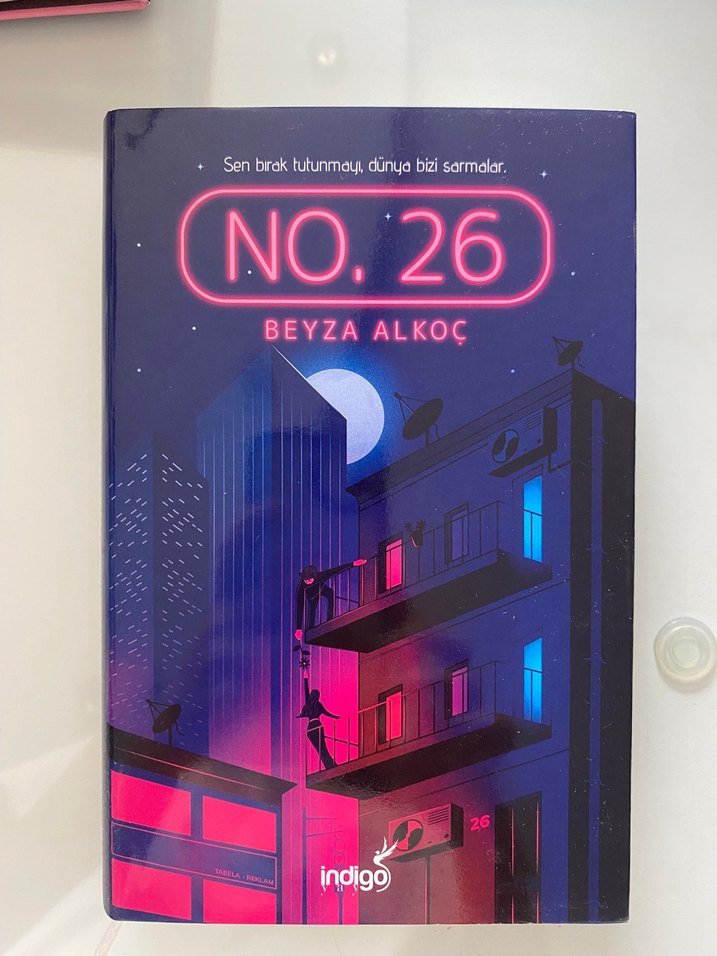 Sen bırak tutunmayı, dünya bizi sarmalar.
NO. 26
BEYZA ALKOÇ
26
TABELA - REKLAM
indigo